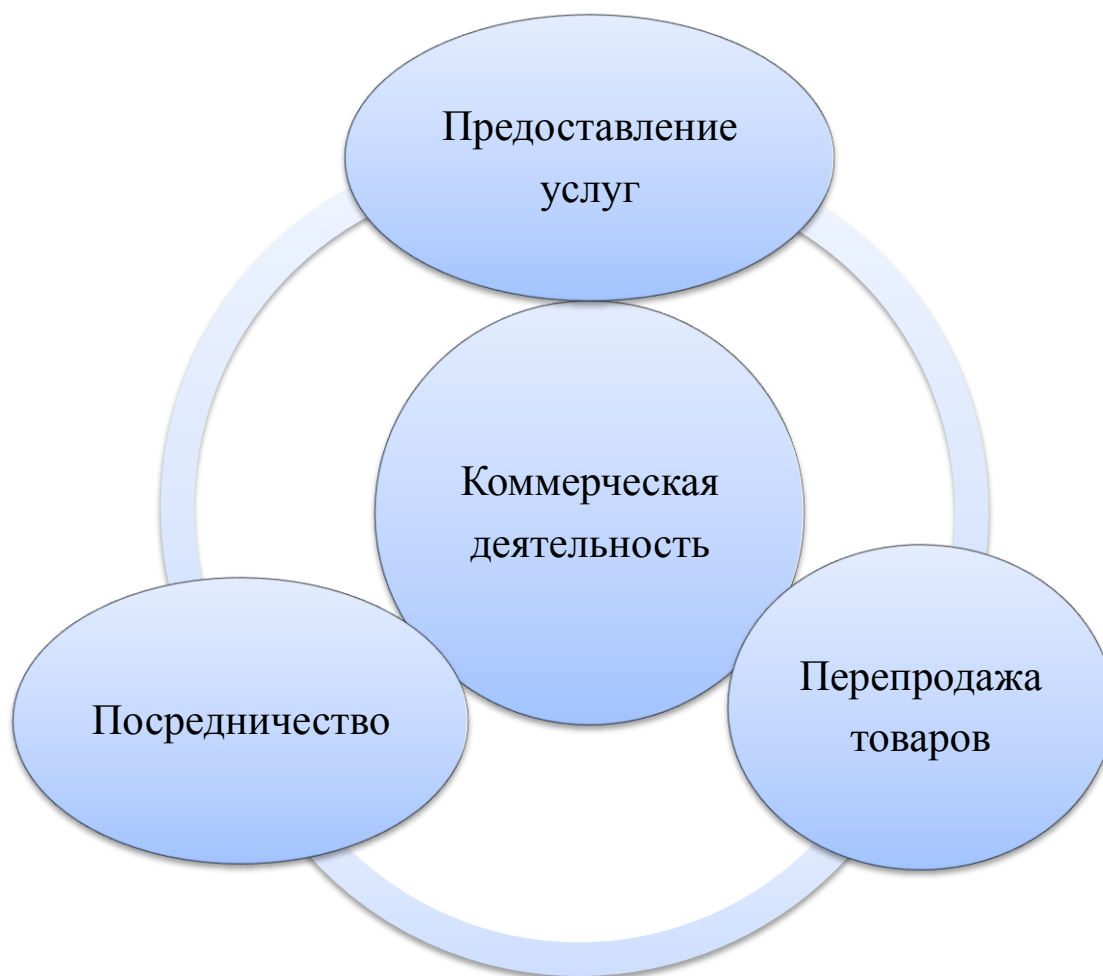 Предоставление
услуг
Коммерческая
деятельность
Посредничество
Перепродажа
товаров